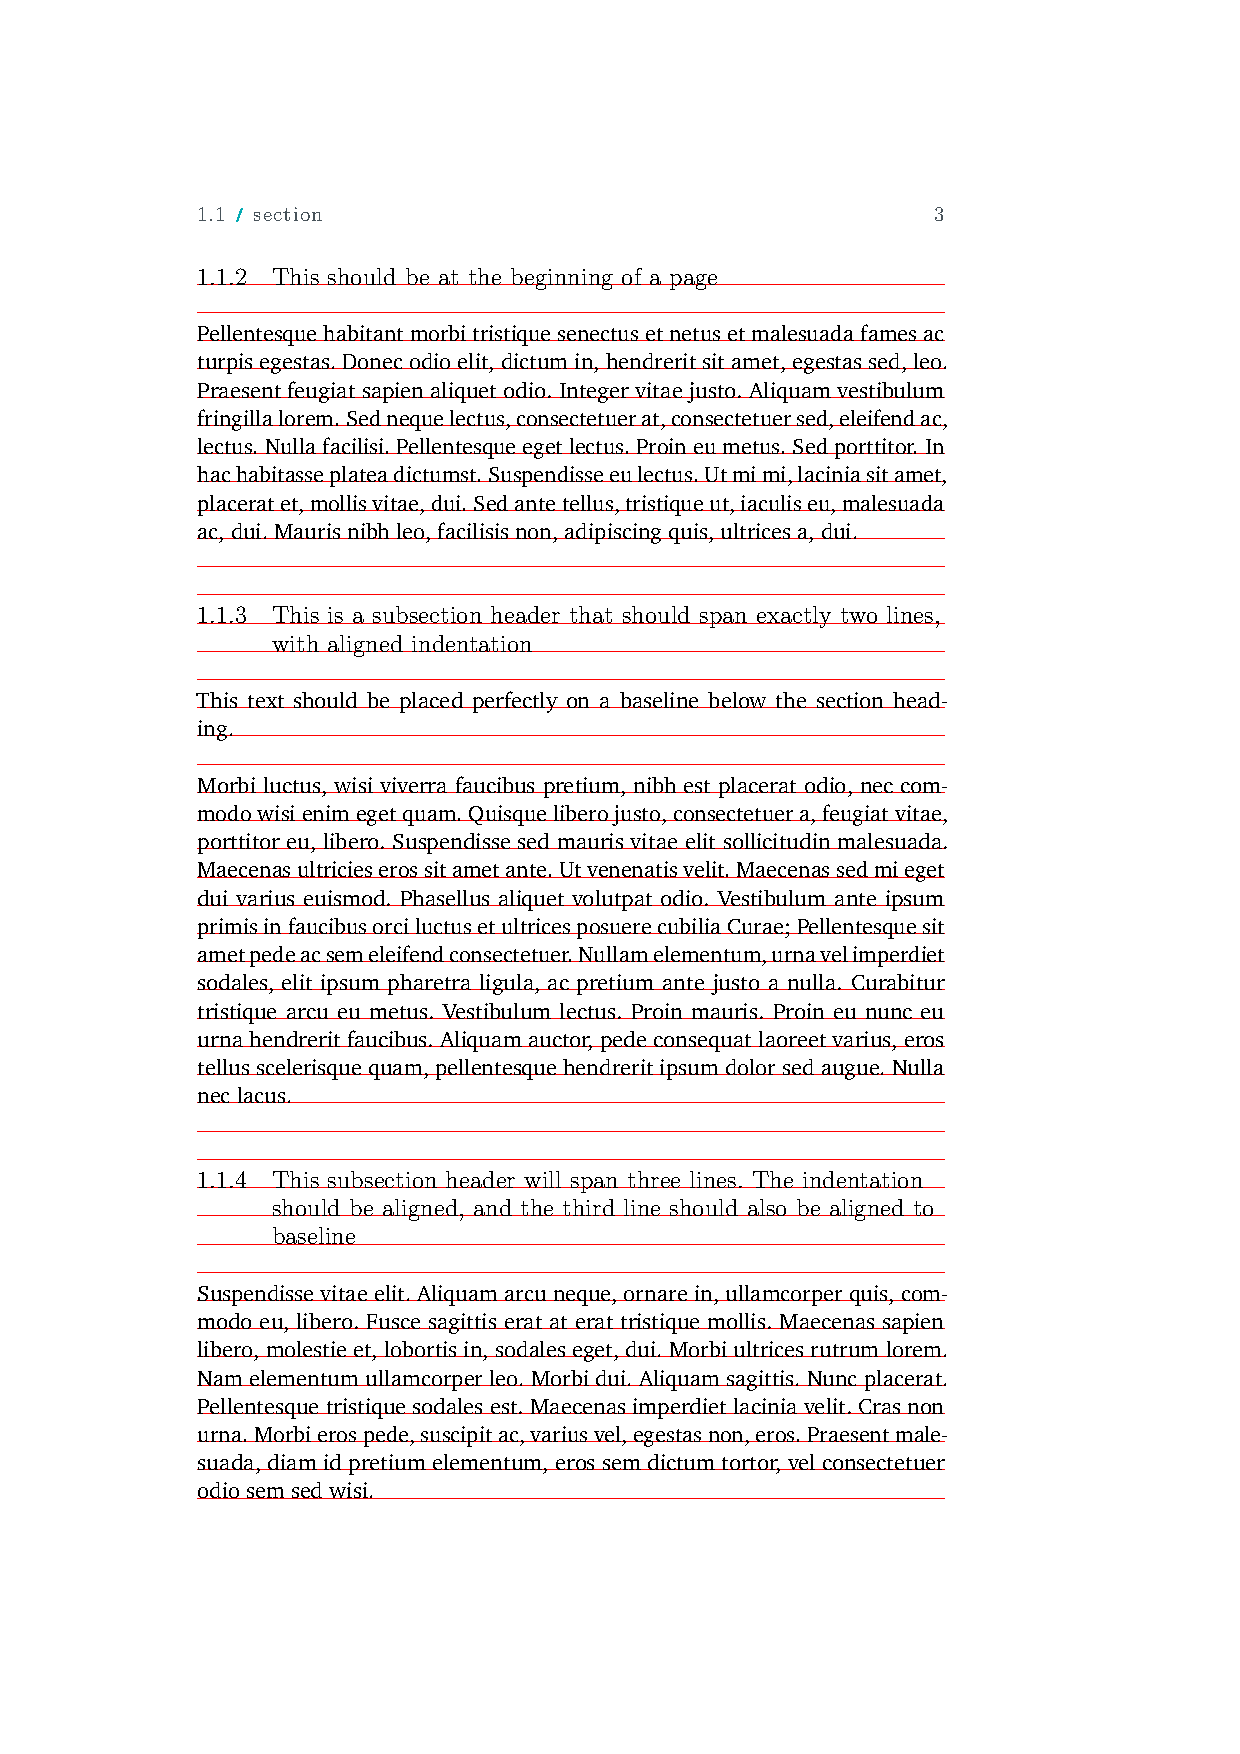 1.1 / section 3
1.1.2 This should be at the beginning of a page
Pellentesque habitant morbi tristique senectus et netus et malesuada fames ac
turpis egestas. Donec odio elit, dictum in, hendrerit sit amet, egestas sed, leo.
Praesent feugiat sapien aliquet odio. Integer vitae justo. Aliquam vestibulum
fringilla lorem. Sed neque lectus, consectetuer at, consectetuer sed, eleifend ac,
lectus. Nulla facilisi. Pellentesque eget lectus. Proin eu metus. Sed porttitor. In
hac habitasse platea dictumst. Suspendisse eu lectus. Ut mi mi, lacinia sit amet,
placerat et, mollis vitae, dui. Sed ante tellus, tristique ut, iaculis eu, malesuada
ac, dui. Mauris nibh leo, facilisis non, adipiscing quis, ultrices a, dui.
1.1.3 This is a subsection header that should span exactly two lines,
with aligned indentation
This text should be placed perfectly on a baseline below the section head-
ing.
Morbi luctus, wisi viverra faucibus pretium, nibh est placerat odio, nec com-
modo wisi enim eget quam. Quisque libero justo, consectetuer a, feugiat vitae,
porttitor eu, libero. Suspendisse sed mauris vitae elit sollicitudin malesuada.
Maecenas ultricies eros sit amet ante. Ut venenatis velit. Maecenas sed mi eget
dui varius euismod. Phasellus aliquet volutpat odio. Vestibulum ante ipsum
primis in faucibus orci luctus et ultrices posuere cubilia Curae; Pellentesque sit
amet pede ac sem eleifend consectetuer. Nullam elementum, urna vel imperdiet
sodales, elit ipsum pharetra ligula, ac pretium ante justo a nulla. Curabitur
tristique arcu eu metus. Vestibulum lectus. Proin mauris. Proin eu nunc eu
urna hendrerit faucibus. Aliquam auctor, pede consequat laoreet varius, eros
tellus scelerisque quam, pellentesque hendrerit ipsum dolor sed augue. Nulla
nec lacus.
1.1.4 This subsection header will span three lines. The indentation
should be aligned, and the third line should also be aligned to
baseline
Suspendisse vitae elit. Aliquam arcu neque, ornare in, ullamcorper quis, com-
modo eu, libero. Fusce sagittis erat at erat tristique mollis. Maecenas sapien
libero, molestie et, lobortis in, sodales eget, dui. Morbi ultrices rutrum lorem.
Nam elementum ullamcorper leo. Morbi dui. Aliquam sagittis. Nunc placerat.
Pellentesque tristique sodales est. Maecenas imperdiet lacinia velit. Cras non
urna. Morbi eros pede, suscipit ac, varius vel, egestas non, eros. Praesent male-
suada, diam id pretium elementum, eros sem dictum tortor, vel consectetuer
odio sem sed wisi.